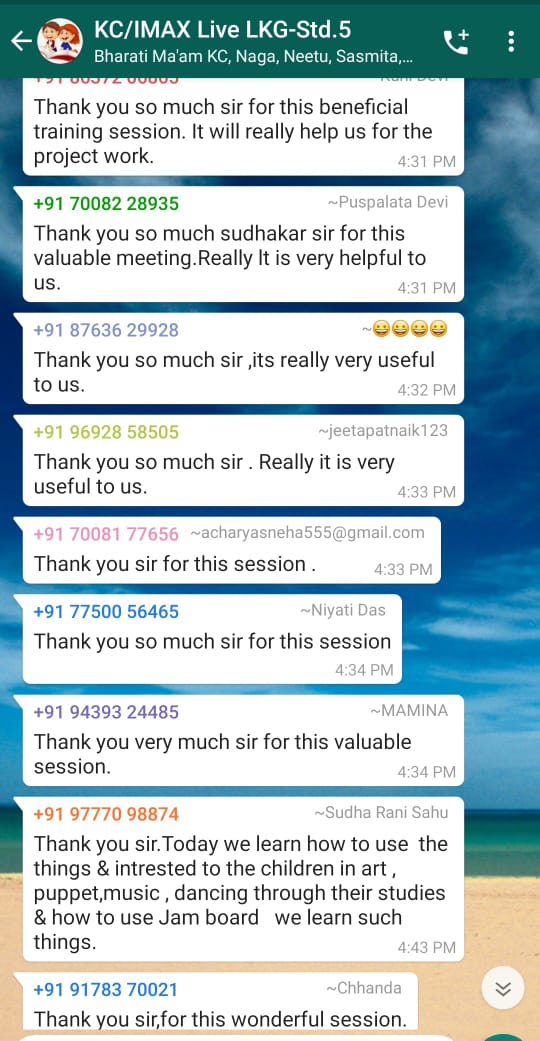 KC/IMAX Live LKG-Std.5
Bharati Ma'am KC, Naga, Neetu, Sasmita,...
Thank you so much sir for this beneficial
training session. It will really help us for the
project work.
4:31 PM
+91 70082 28935 ~Puspalata Devi
Thank you so much sudhakar sir for this
valuable meeting.Really It is very helpful to
us.
4:31 PM
+91 87636 29928 ~😀😀😀😀
Thank you so much sir ,its really very useful
to us.
4:32 PM
+91 96928 58505 ~jeetapatnaik123
Thank you so much sir . Really it is very
useful to us.
4:33 PM
+91 70081 77656 ~acharyasneha555@gmail.com
Thank you sir for this session .
4:33 PM
+91 77500 56465 ~Niyati Das
Thank you so much sir for this session
4:34 PM
+91 94393 24485 ~MAMINA
Thank you very much sir for this valuable
session.
4:34 PM
+91 97770 98874 ~Sudha Rani Sahu
Thank you sir.Today we learn how to use the
things & intrested to the children in art ,
puppet,music , dancing through their studies
& how to use Jam board we learn such
things.
4:43 PM
+91 91783 70021 ~Chhanda
Thank you sir,for this wonderful session.